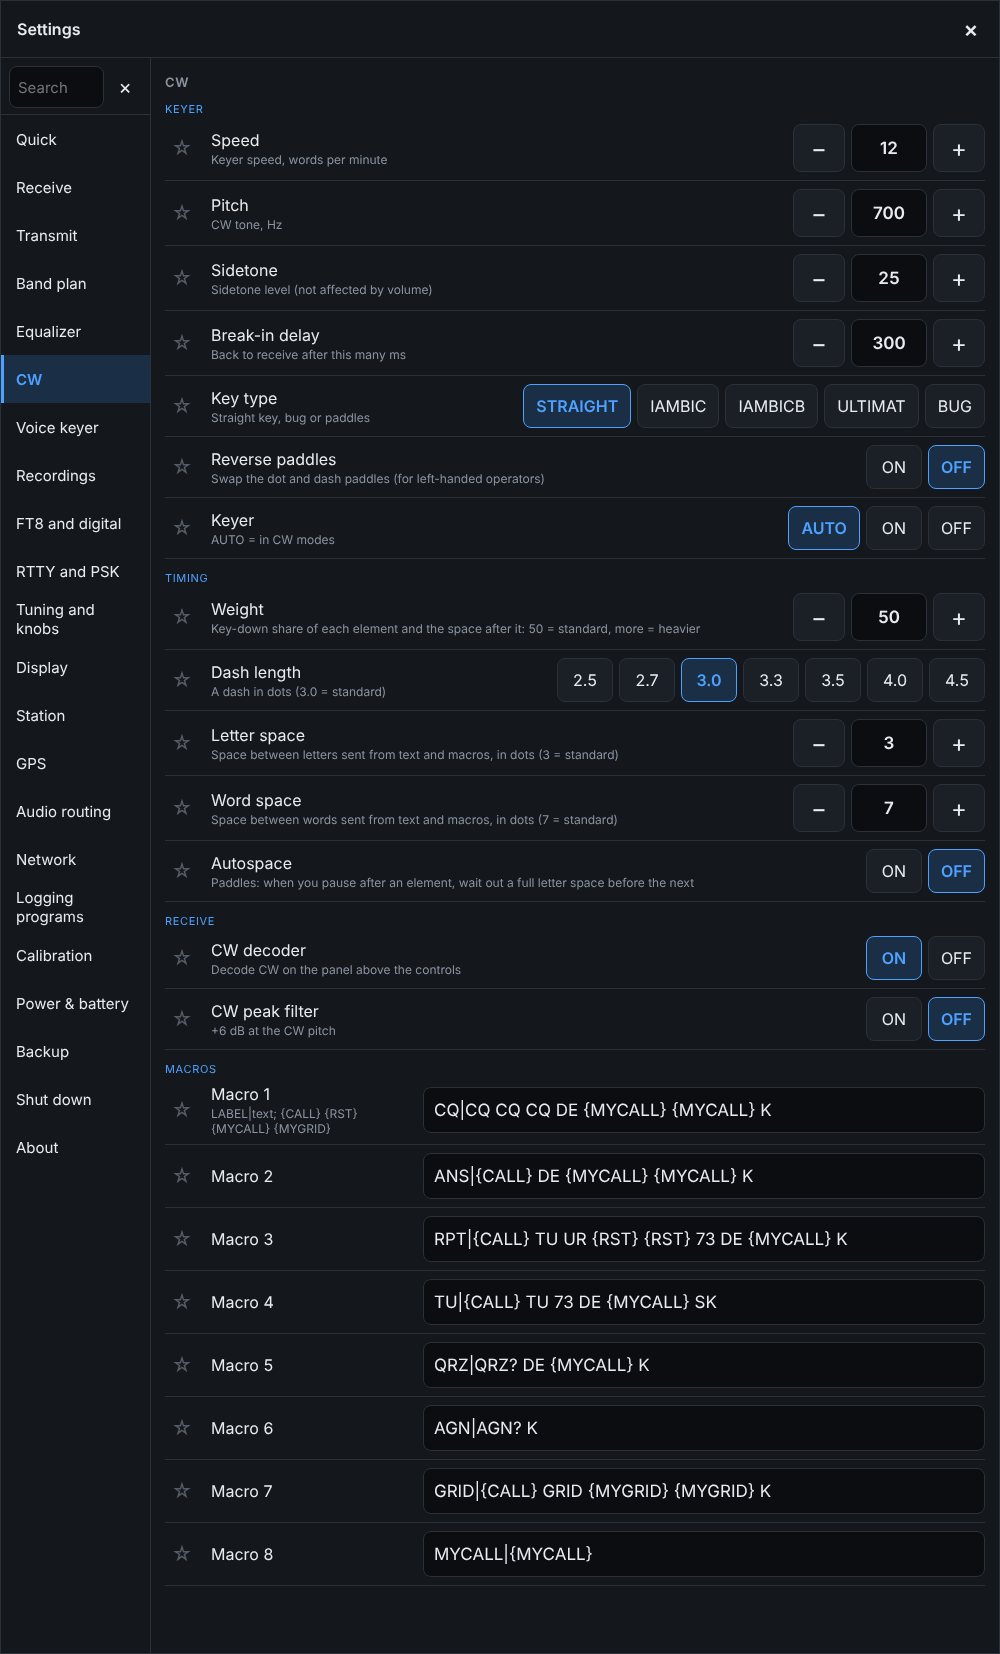 Settings
×
Search
×
Quick
Receive
Transmit
Band plan
Equalizer
CW
Voice keyer
Recordings
FT8 and digital
RTTY and PSK
Tuning and
knobs
Display
Station
GPS
Audio routing
Network
Logging
programs
Calibration
Power & battery
Backup
Shut down
About
CW
KEYER
Speed
Keyer speed, words per minute
− 12 +
Pitch
CW tone, Hz
− 700 +
Sidetone
Sidetone level (not affected by volume)
− 25 +
Break-in delay
Back to receive after this many ms
− 300 +
Key type
Straight key, bug or paddles
STRAIGHT IAMBIC IAMBICB ULTIMAT BUG
Reverse paddles
Swap the dot and dash paddles (for left-handed operators)
ON OFF
Keyer
AUTO = in CW modes
AUTO ON OFF
TIMING
Weight
Key-down share of each element and the space after it: 50 = standard, more = heavier
− 50 +
Dash length
A dash in dots (3.0 = standard)
2.5 2.7 3.0 3.3 3.5 4.0 4.5
Letter space
Space between letters sent from text and macros, in dots (3 = standard)
− 3 +
Word space
Space between words sent from text and macros, in dots (7 = standard)
− 7 +
Autospace
Paddles: when you pause after an element, wait out a full letter space before the next
ON OFF
RECEIVE
CW decoder
Decode CW on the panel above the controls
ON OFF
CW peak filter
+6 dB at the CW pitch
ON OFF
MACROS
Macro 1
LABEL|text; {CALL} {RST}
{MYCALL} {MYGRID}
CQ|CQ CQ CQ DE {MYCALL} {MYCALL} K
Macro 2
ANS|{CALL} DE {MYCALL} {MYCALL} K
Macro 3
RPT|{CALL} TU UR {RST} {RST} 73 DE {MYCALL} K
Macro 4
TU|{CALL} TU 73 DE {MYCALL} SK
Macro 5
QRZ|QRZ? DE {MYCALL} K
Macro 6
AGN|AGN? K
Macro 7
GRID|{CALL} GRID {MYGRID} {MYGRID} K
Macro 8
MYCALL|{MYCALL}